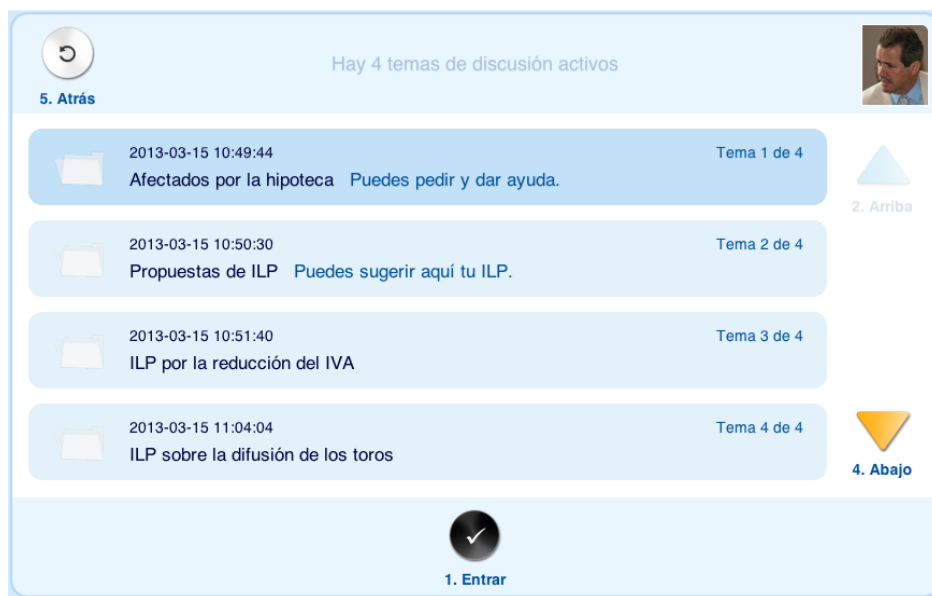 Hay 4 temas de discusión activos
5. Atrás
2013-03-15 10:49:44 Tema 1 de 4
Afectados por la hipoteca Puedes pedir y dar ayuda.
2. Arriba
2013-03-15 10:50:30 Tema 2 de 4
Propuestas de ILP Puedes sugerir aquí tu ILP.
2013-03-15 10:51:40 Tema 3 de 4
ILP por la reducción del IVA
2013-03-15 11:04:04 Tema 4 de 4
ILP sobre la difusión de los toros
4. Abajo
1. Entrar